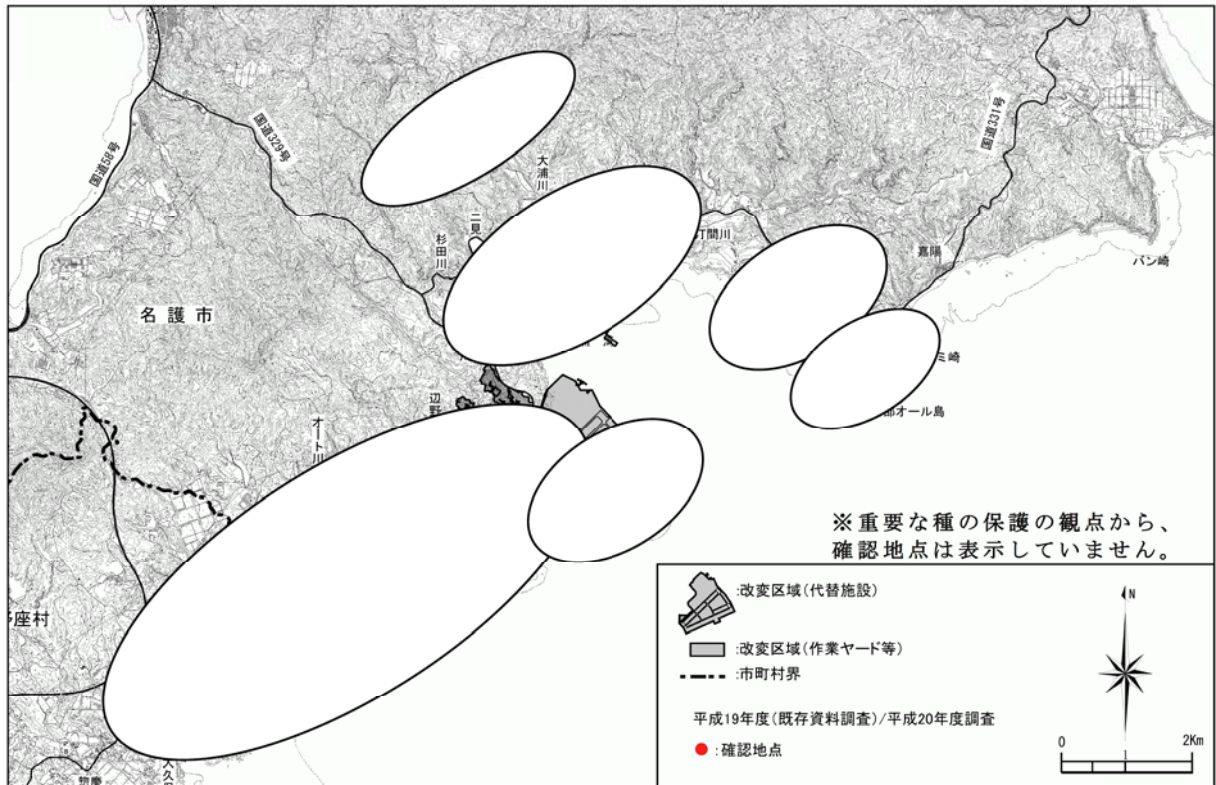 国道58号
国道329号
国道331号
大浦川
二見
杉田川
汀間川
嘉陽
バン崎
名護市
ミ崎
部オール島
辺野
オート川
※重要な種の保護の観点から、
確認地点は表示していません。
座村
惣慶
大久
:改変区域(代替施設)
:改変区域(作業ヤード等)
:市町村界
平成19年度(既存資料調査)/平成20年度調査
:確認地点
N
0 1 2Km